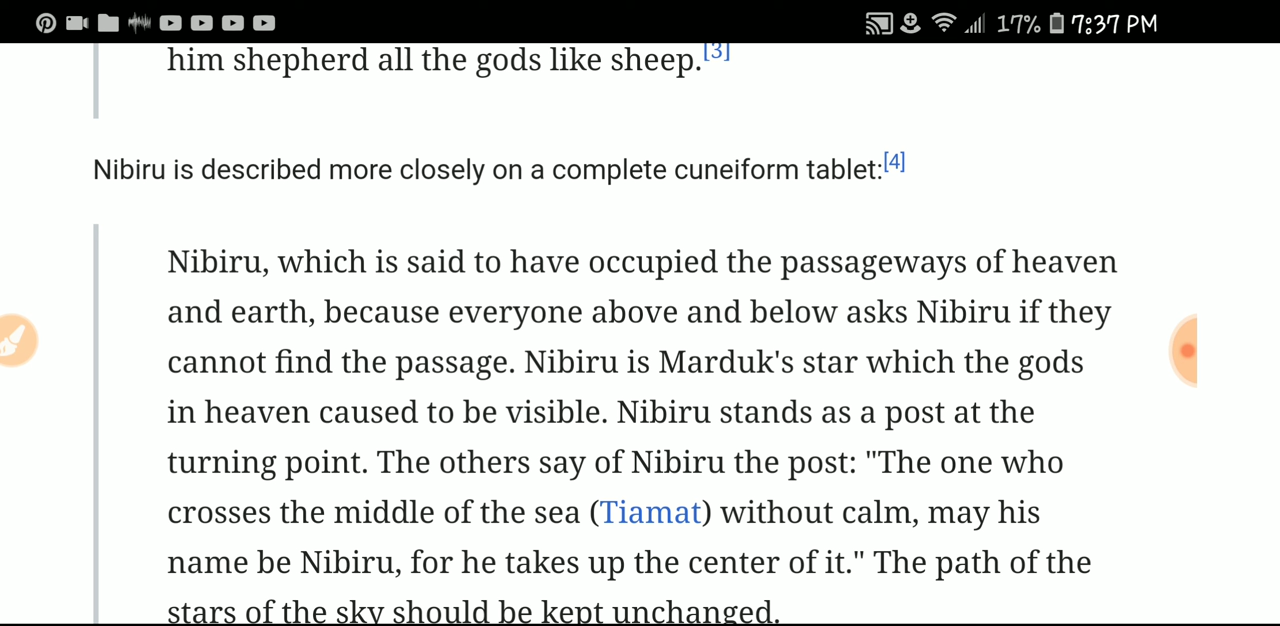 17% 7:37 PM
him shepherd all the gods like sheep.[3]
Nibiru is described more closely on a complete cuneiform tablet:[4]
Nibiru, which is said to have occupied the passageways of heaven
and earth, because everyone above and below asks Nibiru if they
cannot find the passage. Nibiru is Marduk's star which the gods
in heaven caused to be visible. Nibiru stands as a post at the
turning point. The others say of Nibiru the post: "The one who
crosses the middle of the sea (Tiamat) without calm, may his
name be Nibiru, for he takes up the center of it." The path of the
stars of the sky should be kept unchanged.